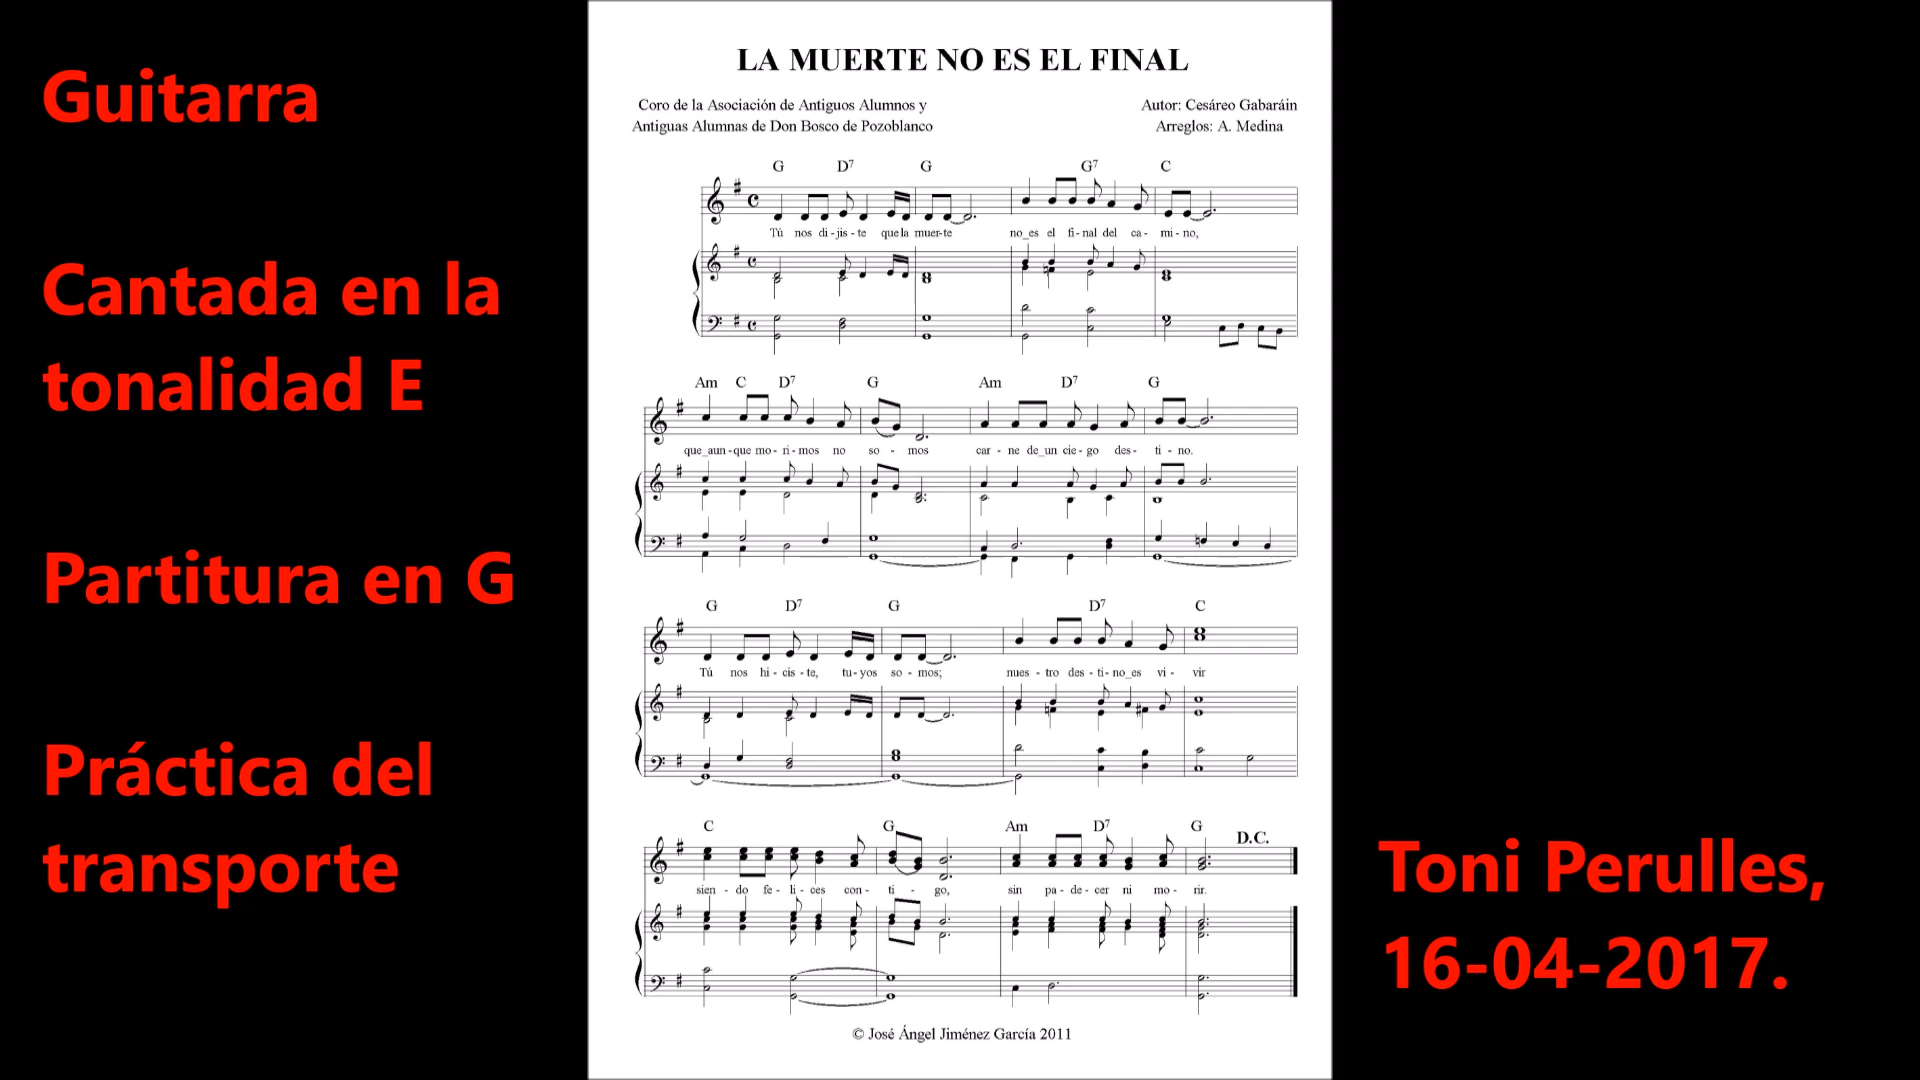 Guitarra
Cantada en la
tonalidad E
Partitura en G
Práctica del
transporte
LA MUERTE NO ES EL FINAL
Coro de la Asociación de Antiguos Alumnos y
Antiguas Alumnas de Don Bosco de Pozoblanco
Autor: Cesáreo Gabaráin
Arreglos: A. Medina
G D7 G G7 C
Tú nos di - jis - te que la muer-te no_es el fi - nal del ca - mi - no,
Am C D7 G Am D7 G
que_aun - que mo - ri - mos no so - mos car - ne de_un cie - go des - ti - no.
G D7 G D7 C
Tú nos hi - cis - te, tu - yos so - mos; nues - tro des - ti - no_es vi - vir
C G Am D7 G D.C.
sien - do fe - li - ces con - ti - go, sin pa - de - cer ni mo - rir.
© José Ángel Jiménez García 2011
Toni Perulles,
16-04-2017.